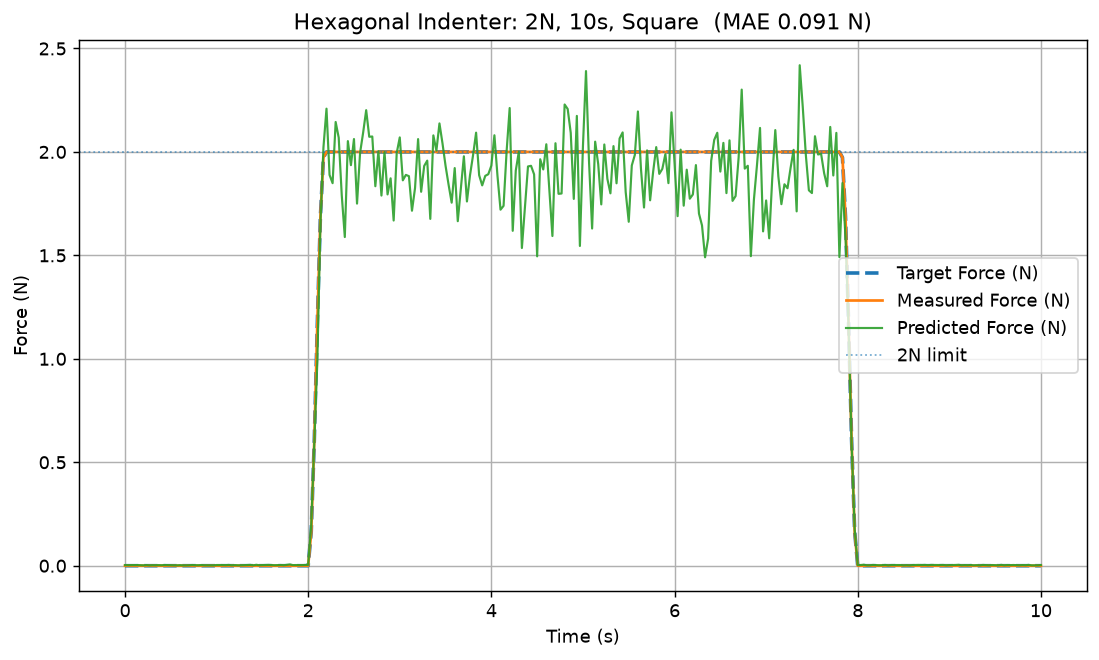 Hexagonal Indenter: 2N, 10s, Square  (MAE 0.091 N)
2.5
2.0
1.5
1.0
0.5
0.0
Force (N)
Target Force (N)
Measured Force (N)
Predicted Force (N)
2N limit
0 2 4 6 8 10
Time (s)